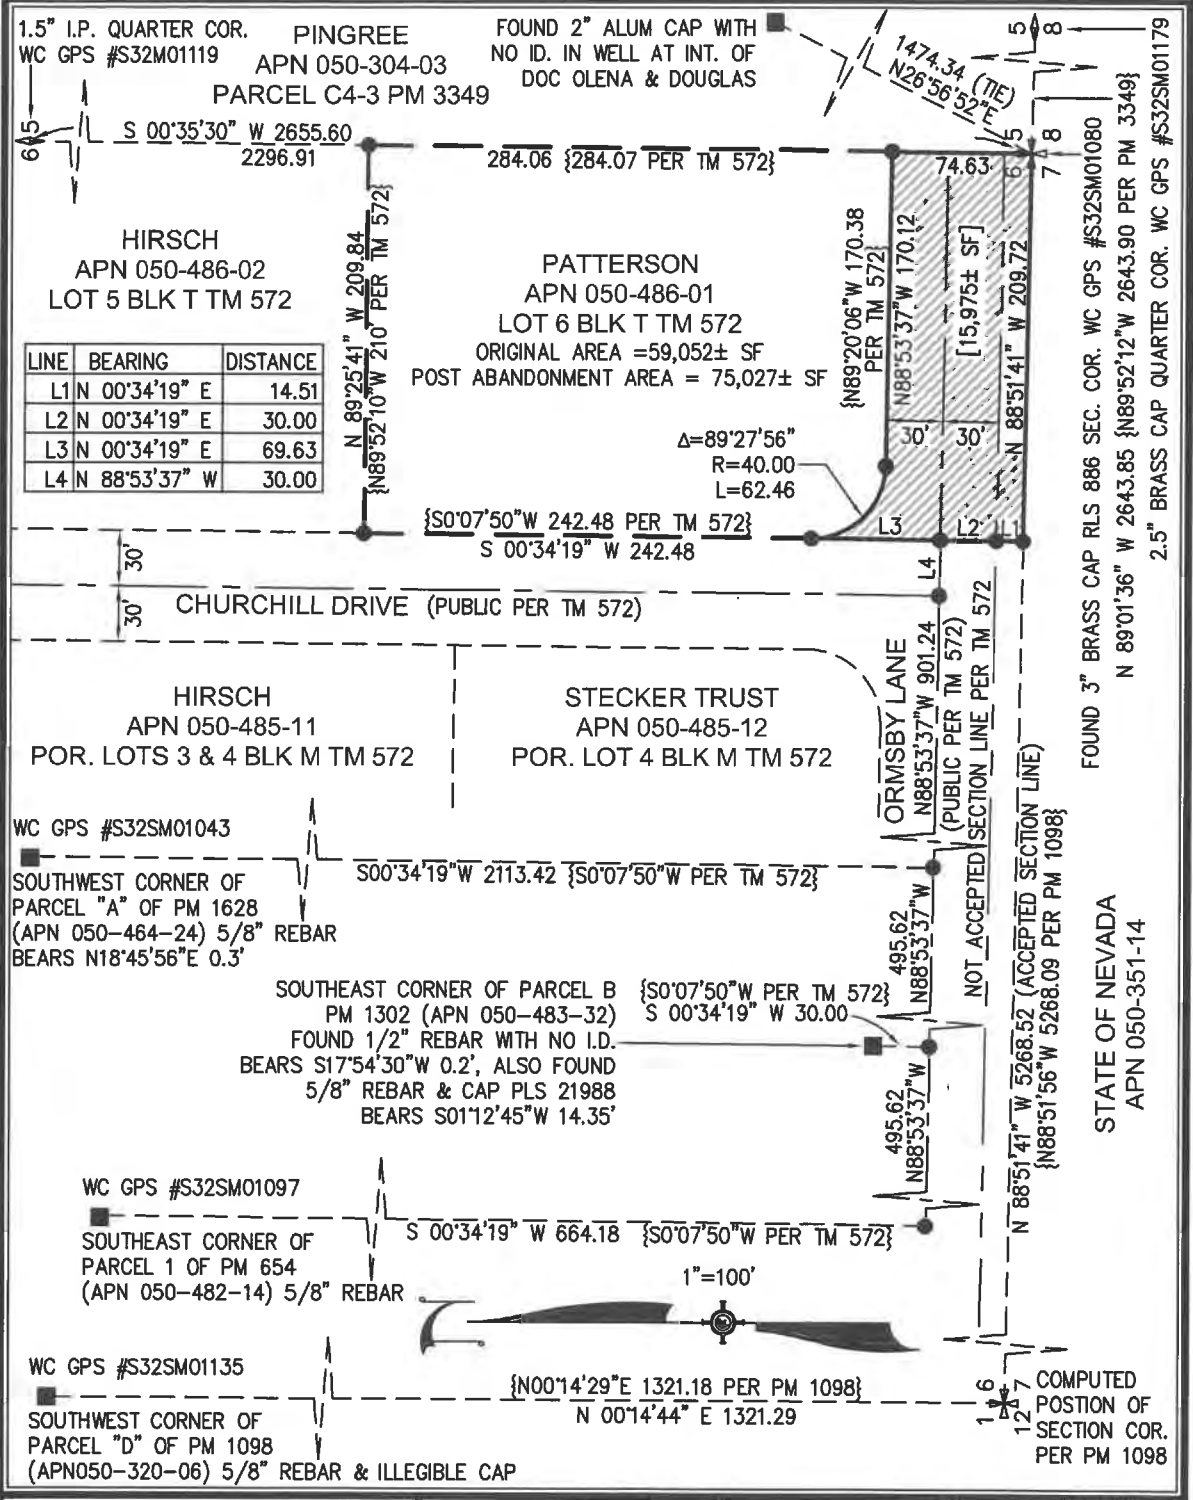 1.5" I.P. QUARTER COR.
WC GPS #S32M01119
PINGREE
APN 050-304-03
PARCEL C4-3 PM 3349
FOUND 2" ALUM CAP WITH
NO ID. IN WELL AT INT. OF
DOC OLENA & DOUGLAS
1474.34 (TIE)
N26°56'52"E
5 8
6 5
S 00°35'30" W 2655.60
2296.91
284.06 {284.07 PER TM 572}
74.63
5 8
6 7
HIRSCH
APN 050-486-02
LOT 5 BLK T TM 572
N 89°25'41" W 209.84
{N89°52'10"W 210' PER TM 572}
PATTERSON
APN 050-486-01
LOT 6 BLK T TM 572
ORIGINAL AREA =59,052± SF
POST ABANDONMENT AREA = 75,027± SF
{N89°20'06"W 170.38
PER TM 572}
N88°53'37"W 170.12
[15,975± SF]
N 88°51'41" W 209.72
30' 30'
LINE BEARING DISTANCE
L1 N 00°34'19" E 14.51
L2 N 00°34'19" E 30.00
L3 N 00°34'19" E 69.63
L4 N 88°53'37" W 30.00
Δ=89°27'56"
R=40.00
L=62.46
{S0°07'50"W 242.48 PER TM 572}
S 00°34'19" W 242.48
L3 L2 L1
L4
30'
30'
CHURCHILL DRIVE (PUBLIC PER TM 572)
FOUND 3" BRASS CAP RLS 886 SEC. COR. WC GPS #S32SM01080
N 89°01'36" W 2643.85 {N89°52'12"W 2643.90 PER PM 3349}
2.5" BRASS CAP QUARTER COR. WC GPS #S32SM01179
HIRSCH
APN 050-485-11
POR. LOTS 3 & 4 BLK M TM 572
STECKER TRUST
APN 050-485-12
POR. LOT 4 BLK M TM 572
ORMSBY LANE
N88°53'37"W 901.24
(PUBLIC PER TM 572)
NOT ACCEPTED SECTION LINE PER TM 572
WC GPS #S32SM01043
SOUTHWEST CORNER OF
PARCEL "A" OF PM 1628
(APN 050-464-24) 5/8" REBAR
BEARS N18°45'56"E 0.3'
S00°34'19"W 2113.42 {S0°07'50"W PER TM 572}
495.62
N88°53'37"W
N 88°51'41" W 5268.52 (ACCEPTED SECTION LINE)
{N88°51'56"W 5268.09 PER PM 1098}
STATE OF NEVADA
APN 050-351-14
SOUTHEAST CORNER OF PARCEL B
PM 1302 (APN 050-483-32)
FOUND 1/2" REBAR WITH NO I.D.
BEARS S17°54'30"W 0.2', ALSO FOUND
5/8" REBAR & CAP PLS 21988
BEARS S01°12'45"W 14.35'
{S0°07'50"W PER TM 572}
S 00°34'19" W 30.00
495.62
N88°53'37"W
WC GPS #S32SM01097
SOUTHEAST CORNER OF
PARCEL 1 OF PM 654
(APN 050-482-14) 5/8" REBAR
S 00°34'19" W 664.18 {S0°07'50"W PER TM 572}
1"=100'
WC GPS #S32SM01135
SOUTHWEST CORNER OF
PARCEL "D" OF PM 1098
(APN050-320-06) 5/8" REBAR & ILLEGIBLE CAP
{N00°14'29"E 1321.18 PER PM 1098}
N 00°14'44" E 1321.29
1 6
12 7
COMPUTED
POSTION OF
SECTION COR.
PER PM 1098